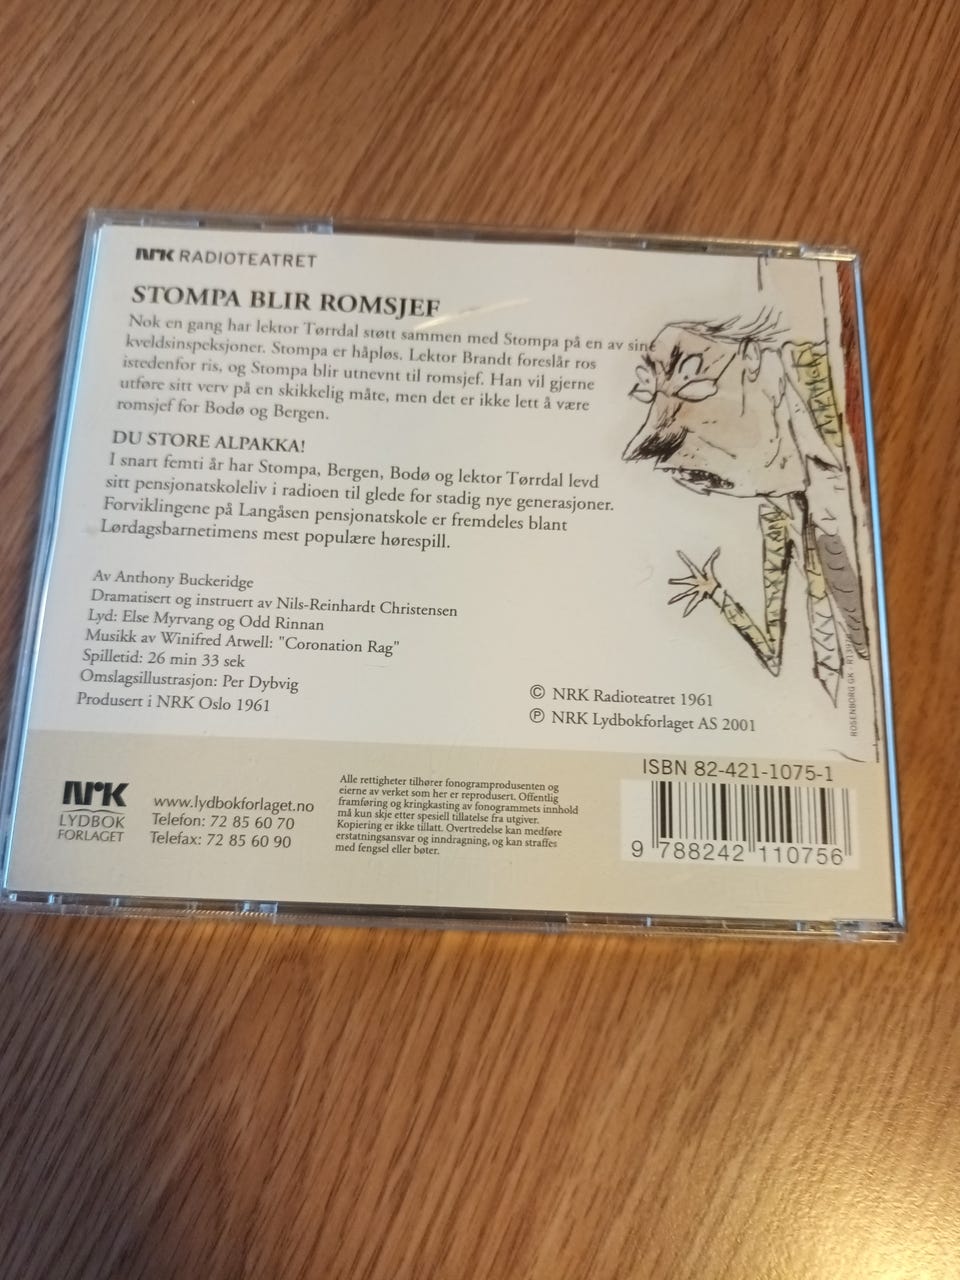 NRK RADIOTEATRET
STOMPA BLIR ROMSJEF
Nok en gang har lektor Tørrdal støtt sammen med Stompa på en av sine
kveldsinspeksjoner. Stompa er håpløs. Lektor Brandt foreslår ros
istedenfor ris, og Stompa blir utnevnt til romsjef. Han vil gjerne
utføre sitt verv på en skikkelig måte, men det er ikke lett å være
romsjef for Bodø og Bergen.
DU STORE ALPAKKA!
I snart femti år har Stompa, Bergen, Bodø og lektor Tørrdal levd
sitt pensjonatskoleliv i radioen til glede for stadig nye generasjoner.
Forviklingene på Langåsen pensjonatskole er fremdeles blant
Lørdagsbarnetimens mest populære hørespill.
Av Anthony Buckeridge
Dramatisert og instruert av Nils-Reinhardt Christensen
Lyd: Else Myrvang og Odd Rinnan
Musikk av Winifred Atwell: "Coronation Rag"
Spilletid: 26 min 33 sek
Omslagsillustrasjon: Per Dybvig
Produsert i NRK Oslo 1961
© NRK Radioteatret 1961
℗ NRK Lydbokforlaget AS 2001
ROSENBORG GK -
NRK
LYDBOK
FORLAGET
www.lydbokforlaget.no
Telefon: 72 85 60 70
Telefax: 72 85 60 90
Alle rettigheter tilhører fonogramprodusenten og
eierne av verket som her er reprodusert. Offentlig
framføring og kringkasting av fonogrammets innhold
må kun skje etter spesiell tillatelse fra utgiver.
Kopiering er ikke tillatt. Overtredelse kan medføre
erstatningsansvar og inndragning, og kan straffes
med fengsel eller bøter.
ISBN 82-421-1075-1
9 788242 110756